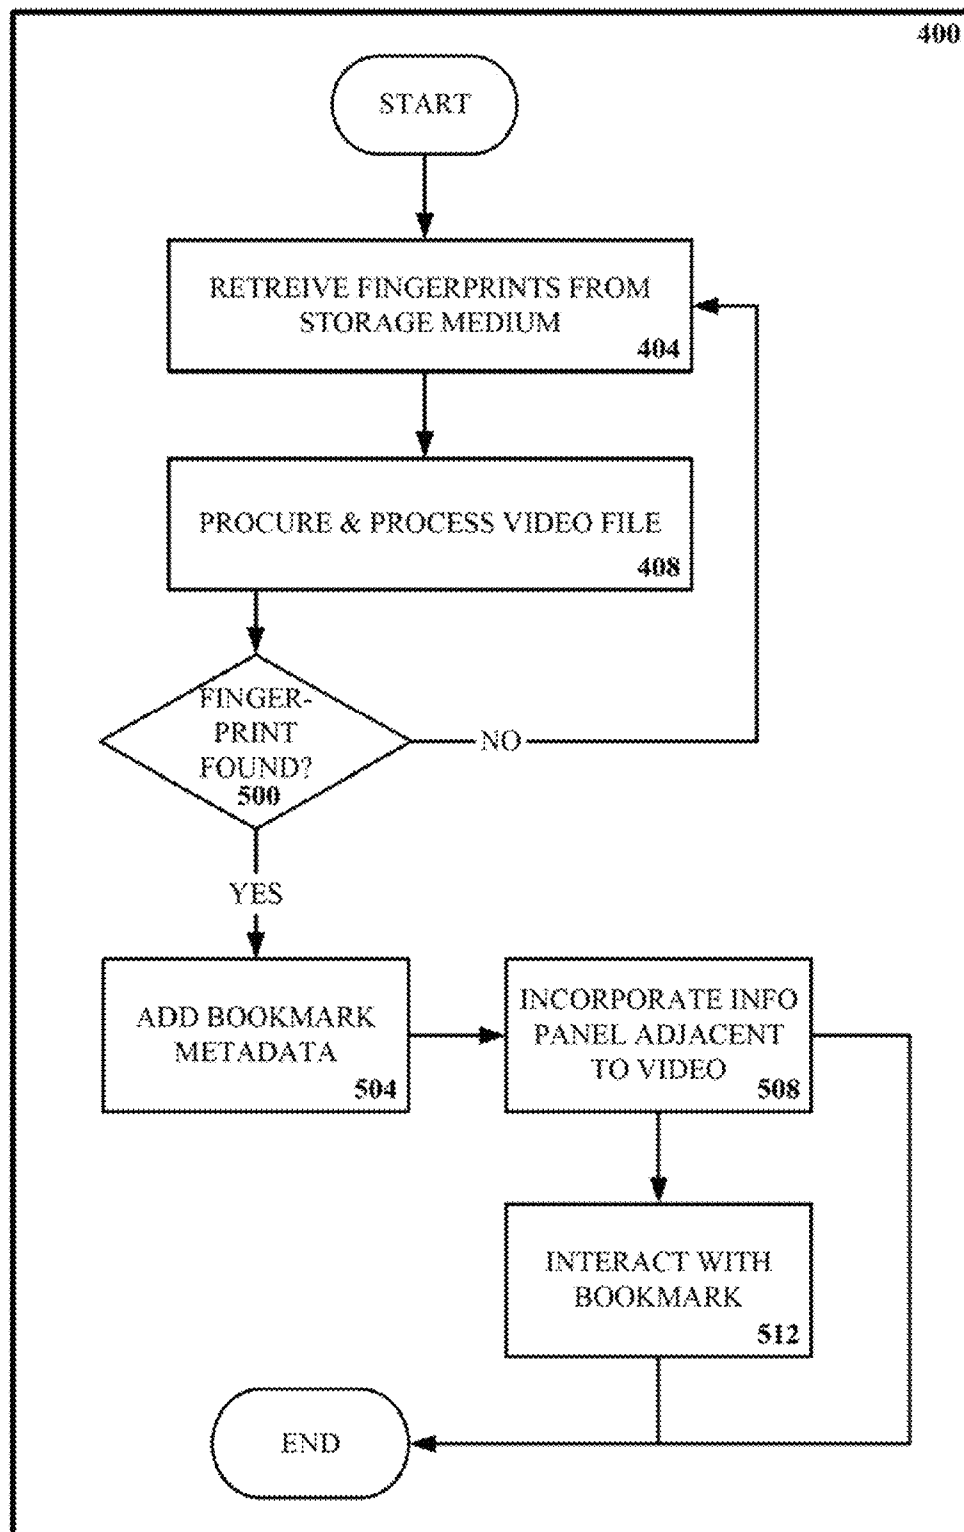 400
START
RETREIVE FINGERPRINTS FROM
STORAGE MEDIUM
404
PROCURE & PROCESS VIDEO FILE
408
FINGER-
PRINT
FOUND?
500
NO
YES
ADD BOOKMARK
METADATA
504
INCORPORATE INFO
PANEL ADJACENT
TO VIDEO
508
INTERACT WITH
BOOKMARK
512
END